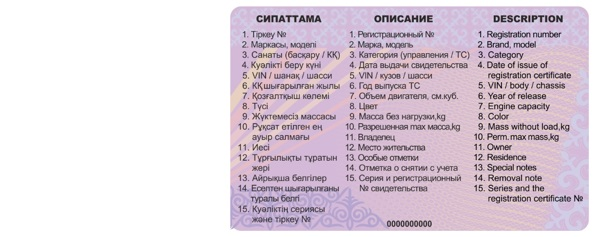 СИПАТТАМА
1. Тіркеу №
2. Маркасы, моделі
3. Санаты (басқару / КҚ)
4. Куәлікті беру күні
5. VIN / шанақ / шасси
6. КҚ шығарылған жылы
7. Қозғалтқыш көлемі
8. Түсі
9. Жүктемесіз массасы
10. Рұқсат етілген ең
ауыр салмағы
11. Иесі
12. Тұрғылықты тұратын
жері
13. Айрықша белгілер
14. Есептен шығарылғаны
туралы белгі
15. Куәліктің сериясы
және тіркеу №
ОПИСАНИЕ
1. Регистрационный №
2. Марка, модель
3. Категория (управления / ТС)
4. Дата выдачи свидетельства
5. VIN / кузов / шасси
6. Год выпуска ТС
7. Объем двигателя, см.куб.
8. Цвет
9. Масса без нагрузки,kg
10. Разрешенная max масса,kg
11. Владелец
12. Место жительства
13. Особые отметки
14. Отметка о снятии с учета
15. Серия и регистрационный
№ свидетельства
DESCRIPTION
1. Registration number
2. Brand, model
3. Category
4. Date of issue of
registration certificate
5. VIN / body / chassis
6. Year of release
7. Engine capacity
8. Color
9. Mass without load,kg
10. Perm. max mass,kg
11. Owner
12. Residence
13. Special notes
14. Removal note
15. Series and the
registration certificate №
0000000000